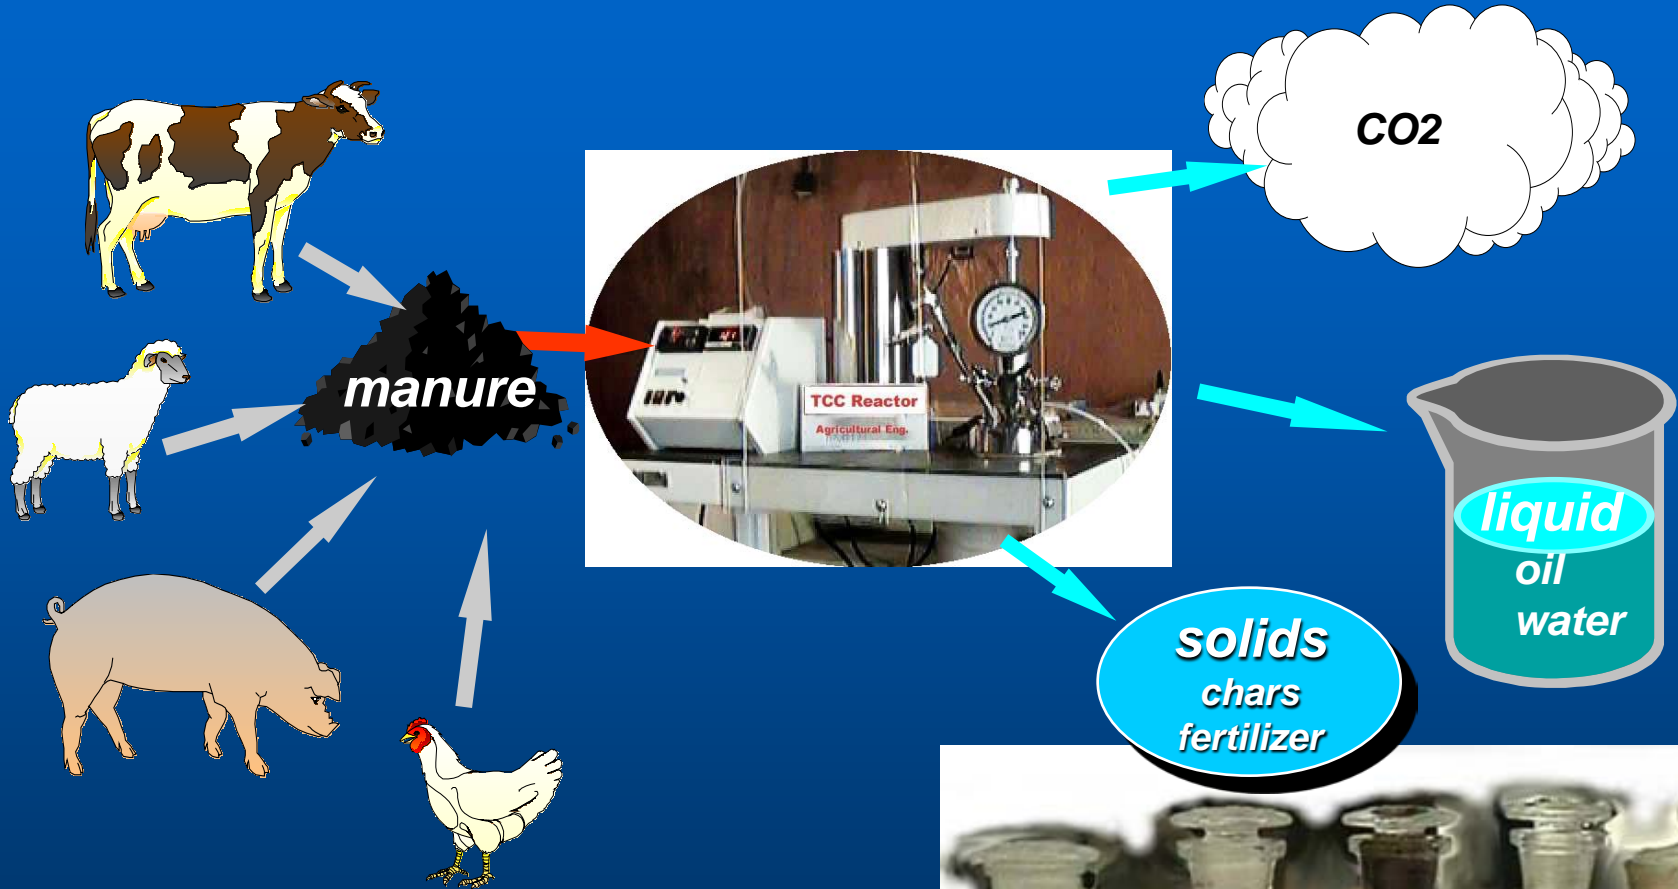 CO2
manure
TCC Reactor
Agricultural Eng.
liquid
oil
water
solids
chars
fertilizer